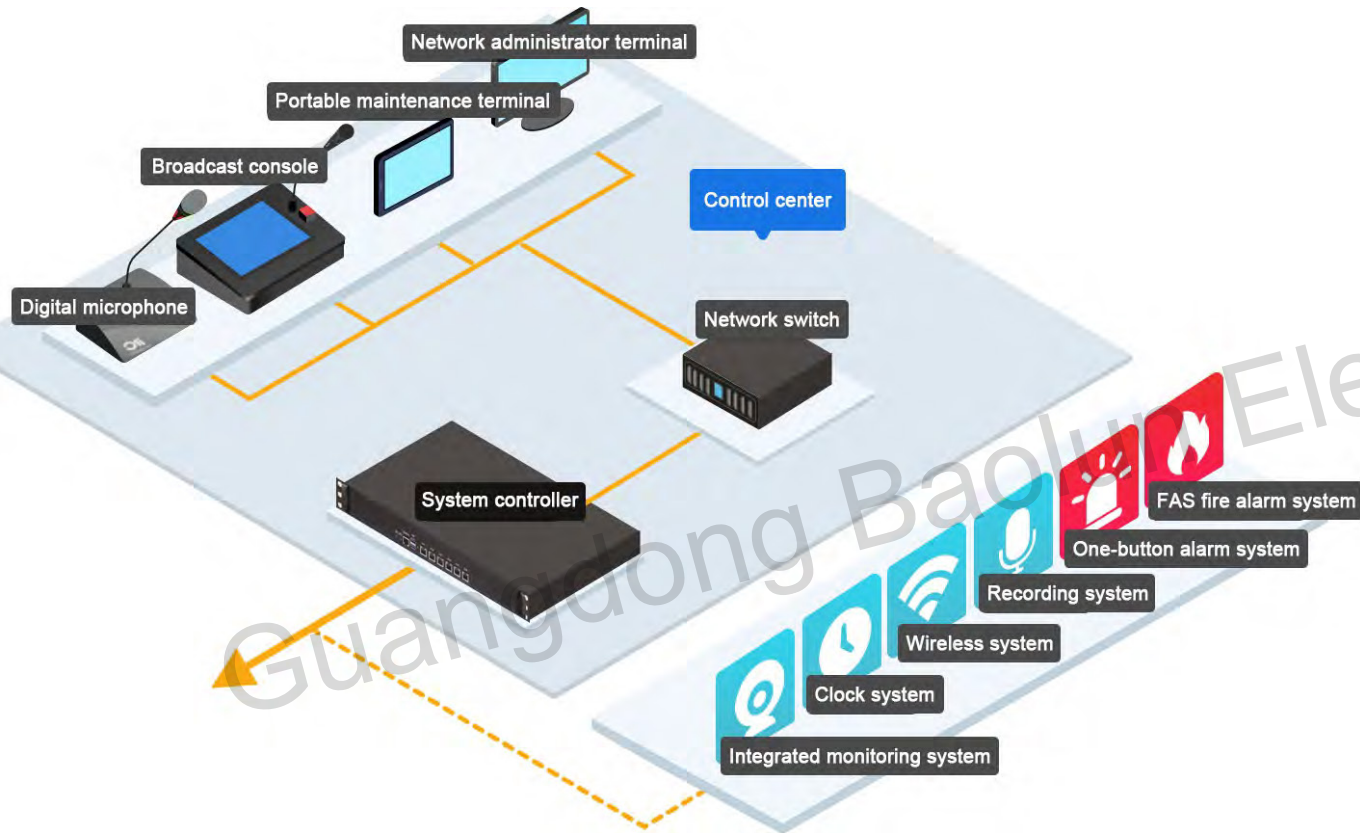 Network administrator terminal
Portable maintenance terminal
Broadcast console
Control center
Digital microphone
Network switch
System controller
FAS fire alarm system
One-button alarm system
Recording system
Wireless system
Clock system
Integrated monitoring system
Guangdong Baolun Ele